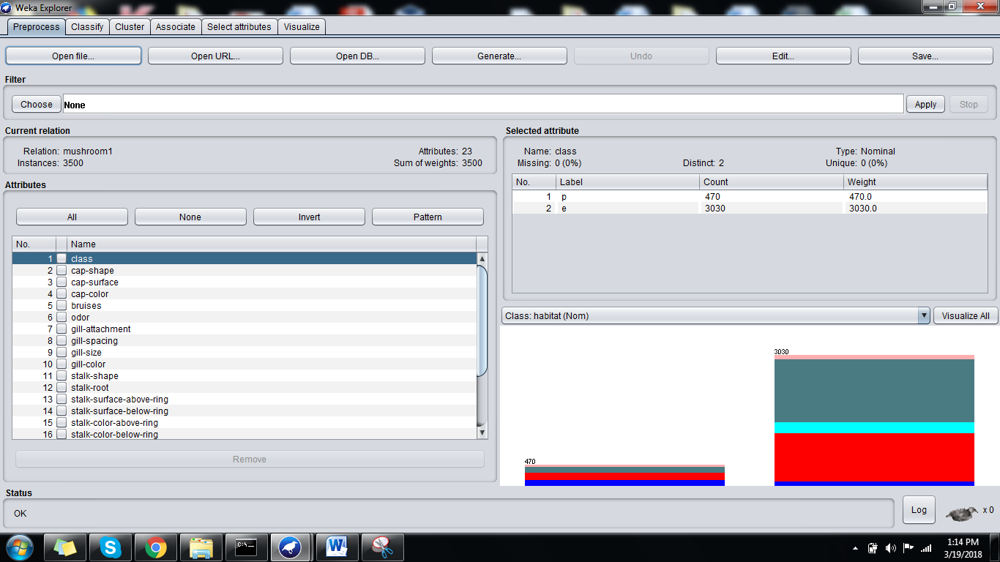 Weka Explorer
Preprocess Classify Cluster Associate Select attributes Visualize
Open file... Open URL... Open DB... Generate... Undo Edit... Save...
Filter
Choose None Apply Stop
Current relation
Relation: mushroom1 Attributes: 23
Instances: 3500 Sum of weights: 3500
Attributes
All None Invert Pattern
No. Name
1 class
2 cap-shape
3 cap-surface
4 cap-color
5 bruises
6 odor
7 gill-attachment
8 gill-spacing
9 gill-size
10 gill-color
11 stalk-shape
12 stalk-root
13 stalk-surface-above-ring
14 stalk-surface-below-ring
15 stalk-color-above-ring
16 stalk-color-below-ring
Remove
Selected attribute
Name: class Type: Nominal
Missing: 0 (0%) Distinct: 2 Unique: 0 (0%)
No. Label Count Weight
1 p 470 470.0
2 e 3030 3030.0
Class: habitat (Nom) Visualize All
3030
470
Status
OK Log x 0
C:\
1:14 PM
3/19/2018